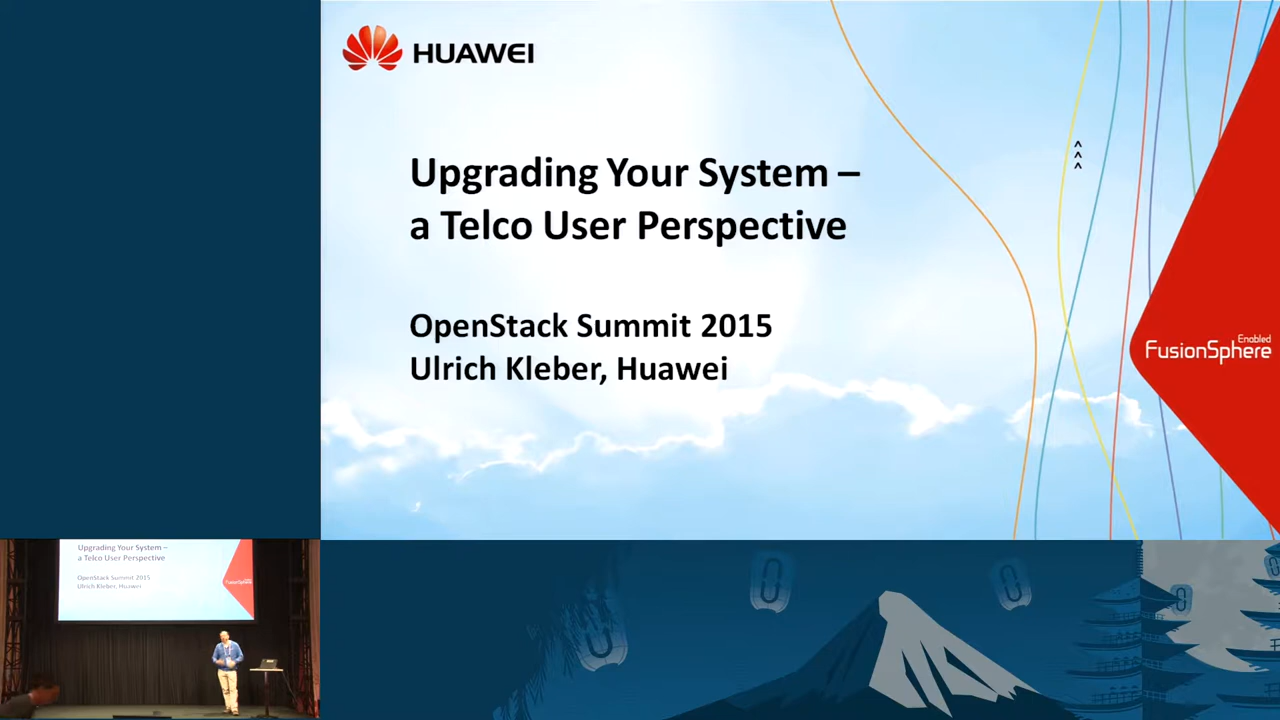 HUAWEI
Upgrading Your System –
a Telco User Perspective
OpenStack Summit 2015
Ulrich Kleber, Huawei
Enabled
FusionSphere
Upgrading Your System –
a Telco User Perspective
OpenStack Summit 2015
Ulrich Kleber, Huawei
FusionSphere